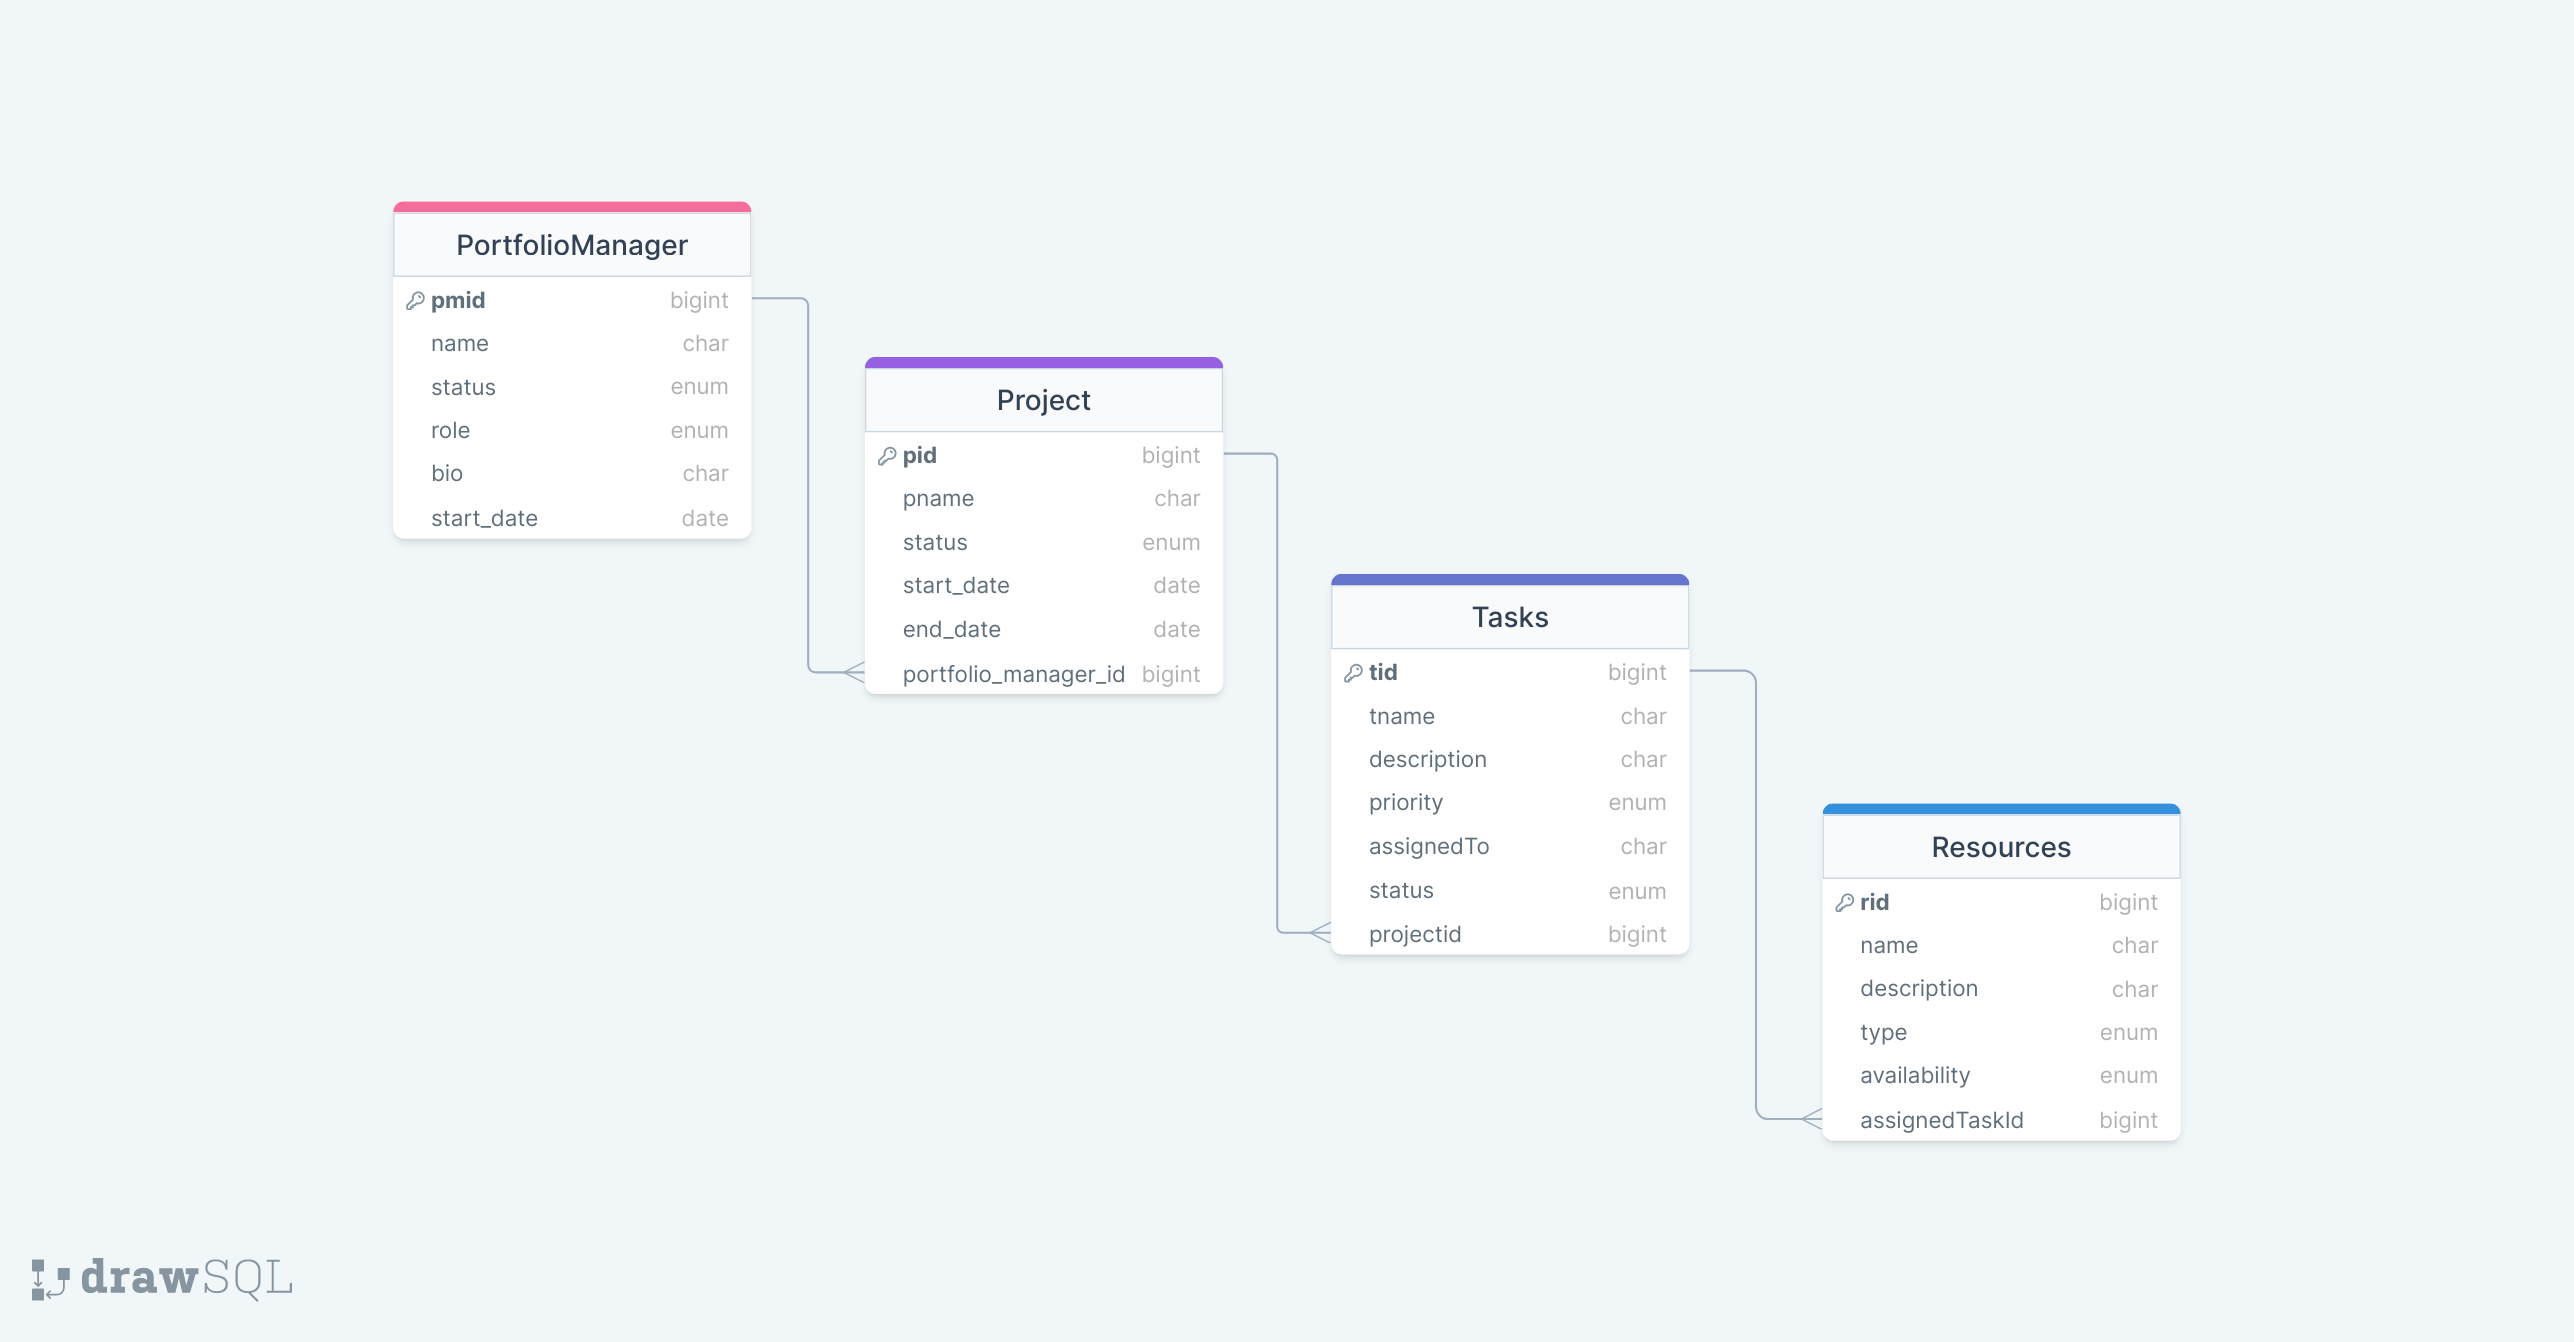 PortfolioManager
pmid bigint
name char
status enum
role enum
bio char
start_date date
Project
pid bigint
pname char
status enum
start_date date
end_date date
portfolio_manager_id bigint
Tasks
tid bigint
tname char
description char
priority enum
assignedTo char
status enum
projectid bigint
Resources
rid bigint
name char
description char
type enum
availability enum
assignedTaskId bigint
drawSQL